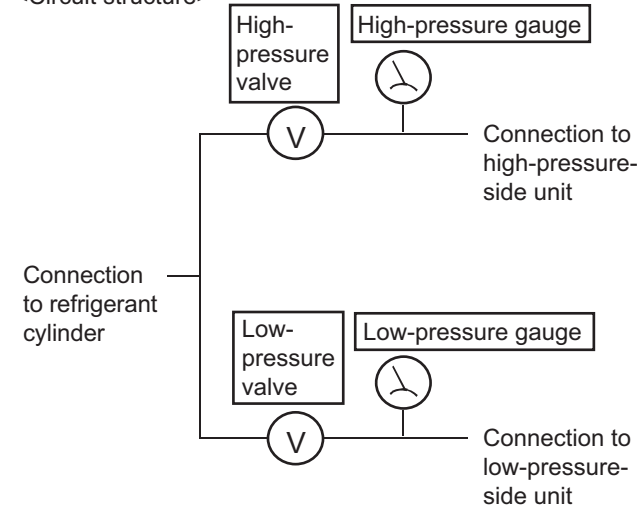 <Circuit structure>
High-
pressure
valve
High-pressure gauge
V
Connection to
high-pressure-
side unit
Connection
to refrigerant
cylinder
Low-
pressure
valve
Low-pressure gauge
V
Connection to
low-pressure-
side unit